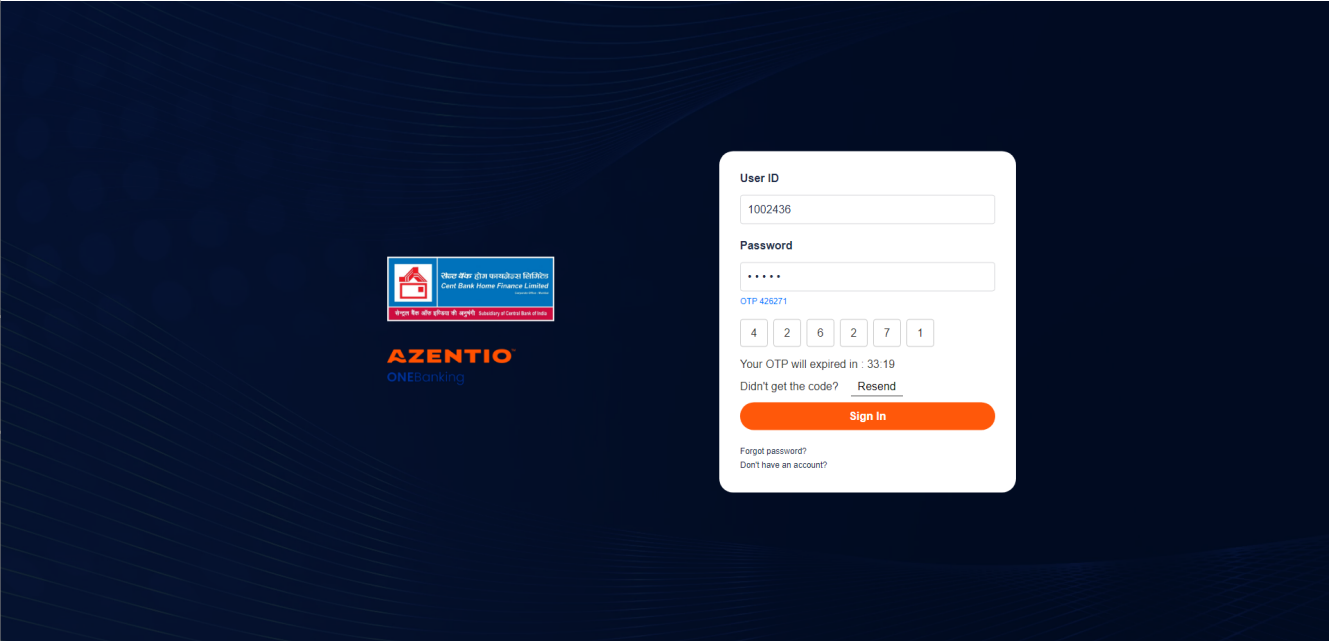 सेन्ट बैंक होम फायनेन्स लिमिटेड
Cent Bank Home Finance Limited
सेन्ट्रल बैंक ऑफ इण्डिया की अनुषंगी Subsidiary of Central Bank of India
AZENTIO
ONEBanking
User ID
1002436
Password
•••••
OTP 426271
4 2 6 2 7 1
Your OTP will expired in : 33:19
Didn't get the code? Resend
Sign In
Forgot password?
Don't have an account?